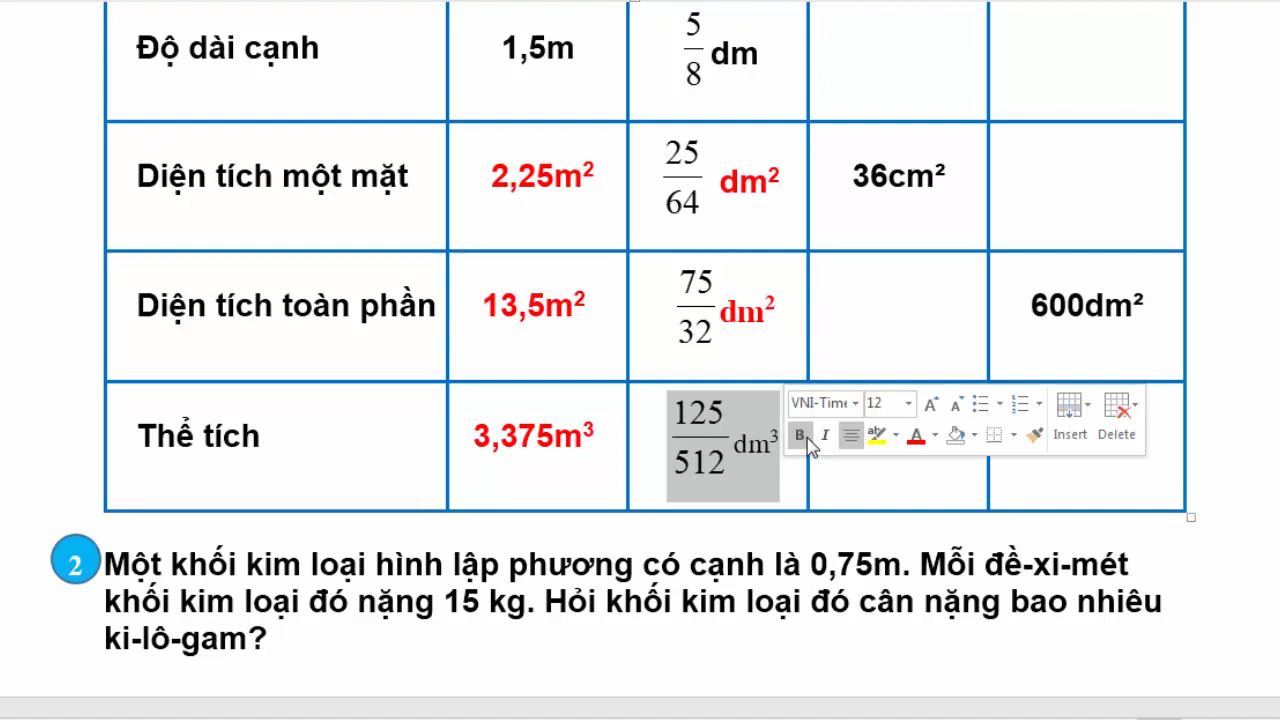 Độ dài cạnh 1,5m 5/8 dm
Diện tích một mặt 2,25m² 25/64 dm² 36cm²
Diện tích toàn phần 13,5m² 75/32 dm² 600dm²
Thể tích 3,375m³ 125/512 dm³
VNI-Time 12 A A
B I ab A Insert Delete
2 Một khối kim loại hình lập phương có cạnh là 0,75m. Mỗi đề-xi-mét
khối kim loại đó nặng 15 kg. Hỏi khối kim loại đó cân nặng bao nhiêu
ki-lô-gam?